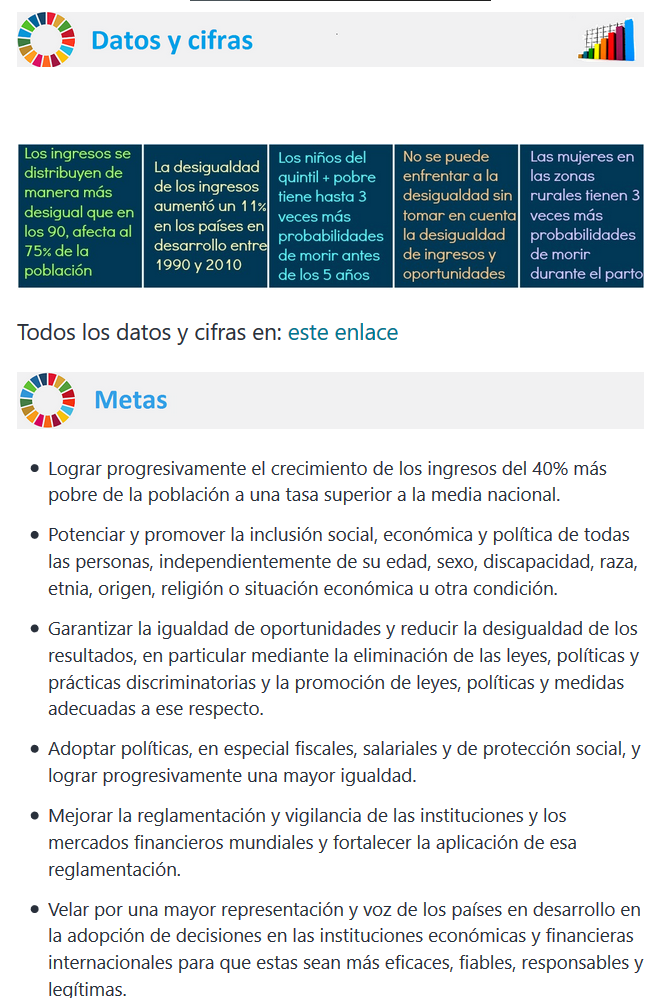 Datos y cifras
Los ingresos se
distribuyen de
manera más
desigual que en
los 90, afecta al
75% de la
población
La desigualdad
de los ingresos
aumentó un 11%
en los países en
desarrollo entre
1990 y 2010
Los niños del
quintil + pobre
tiene hasta 3
veces más
probabilidades
de morir antes
de los 5 años
No se puede
enfrentar a la
desigualdad sin
tomar en cuenta
la desigualdad
de ingresos y
oportunidades
Las mujeres en
las zonas
rurales tienen 3
veces más
probabilidades
de morir
durante el parto
Todos los datos y cifras en: este enlace
Metas
• Lograr progresivamente el crecimiento de los ingresos del 40% más
pobre de la población a una tasa superior a la media nacional.
• Potenciar y promover la inclusión social, económica y política de todas
las personas, independientemente de su edad, sexo, discapacidad, raza,
etnia, origen, religión o situación económica u otra condición.
• Garantizar la igualdad de oportunidades y reducir la desigualdad de los
resultados, en particular mediante la eliminación de las leyes, políticas y
prácticas discriminatorias y la promoción de leyes, políticas y medidas
adecuadas a ese respecto.
• Adoptar políticas, en especial fiscales, salariales y de protección social, y
lograr progresivamente una mayor igualdad.
• Mejorar la reglamentación y vigilancia de las instituciones y los
mercados financieros mundiales y fortalecer la aplicación de esa
reglamentación.
• Velar por una mayor representación y voz de los países en desarrollo en
la adopción de decisiones en las instituciones económicas y financieras
internacionales para que estas sean más eficaces, fiables, responsables y
legítimas.